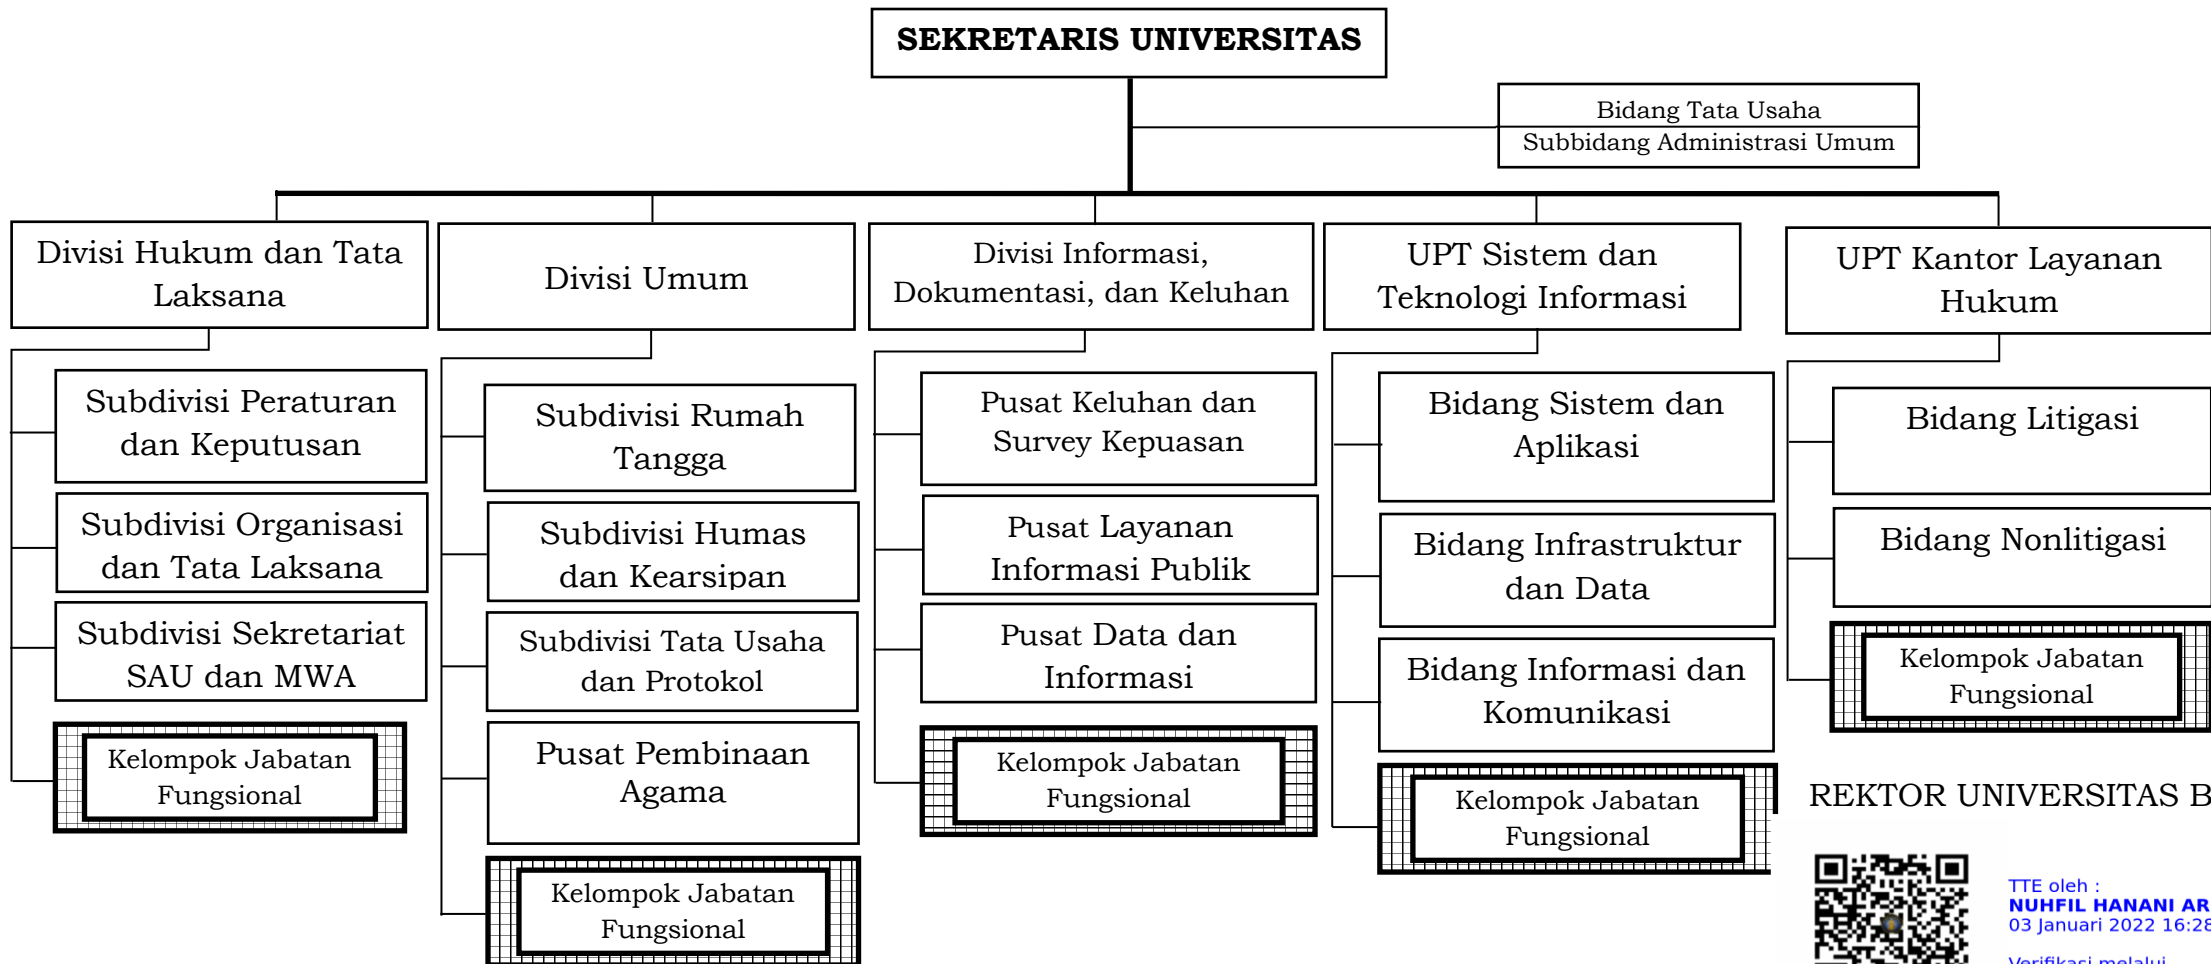 SEKRETARIS UNIVERSITAS
Bidang Tata Usaha
Subbidang Administrasi Umum
Divisi Hukum dan Tata
Laksana
Divisi Umum
Divisi Informasi,
Dokumentasi, dan Keluhan
UPT Sistem dan
Teknologi Informasi
UPT Kantor Layanan
Hukum
Subdivisi Peraturan
dan Keputusan
Subdivisi Organisasi
dan Tata Laksana
Subdivisi Sekretariat
SAU dan MWA
Kelompok Jabatan
Fungsional
Subdivisi Rumah
Tangga
Subdivisi Humas
dan Kearsipan
Subdivisi Tata Usaha
dan Protokol
Pusat Pembinaan
Agama
Kelompok Jabatan
Fungsional
Pusat Keluhan dan
Survey Kepuasan
Pusat Layanan
Informasi Publik
Pusat Data dan
Informasi
Kelompok Jabatan
Fungsional
Bidang Sistem dan
Aplikasi
Bidang Infrastruktur
dan Data
Bidang Informasi dan
Komunikasi
Kelompok Jabatan
Fungsional
Bidang Litigasi
Bidang Nonlitigasi
Kelompok Jabatan
Fungsional
REKTOR UNIVERSITAS B
TTE oleh :
NUHFIL HANANI AR
03 Januari 2022 16:28
Verifikasi melalui